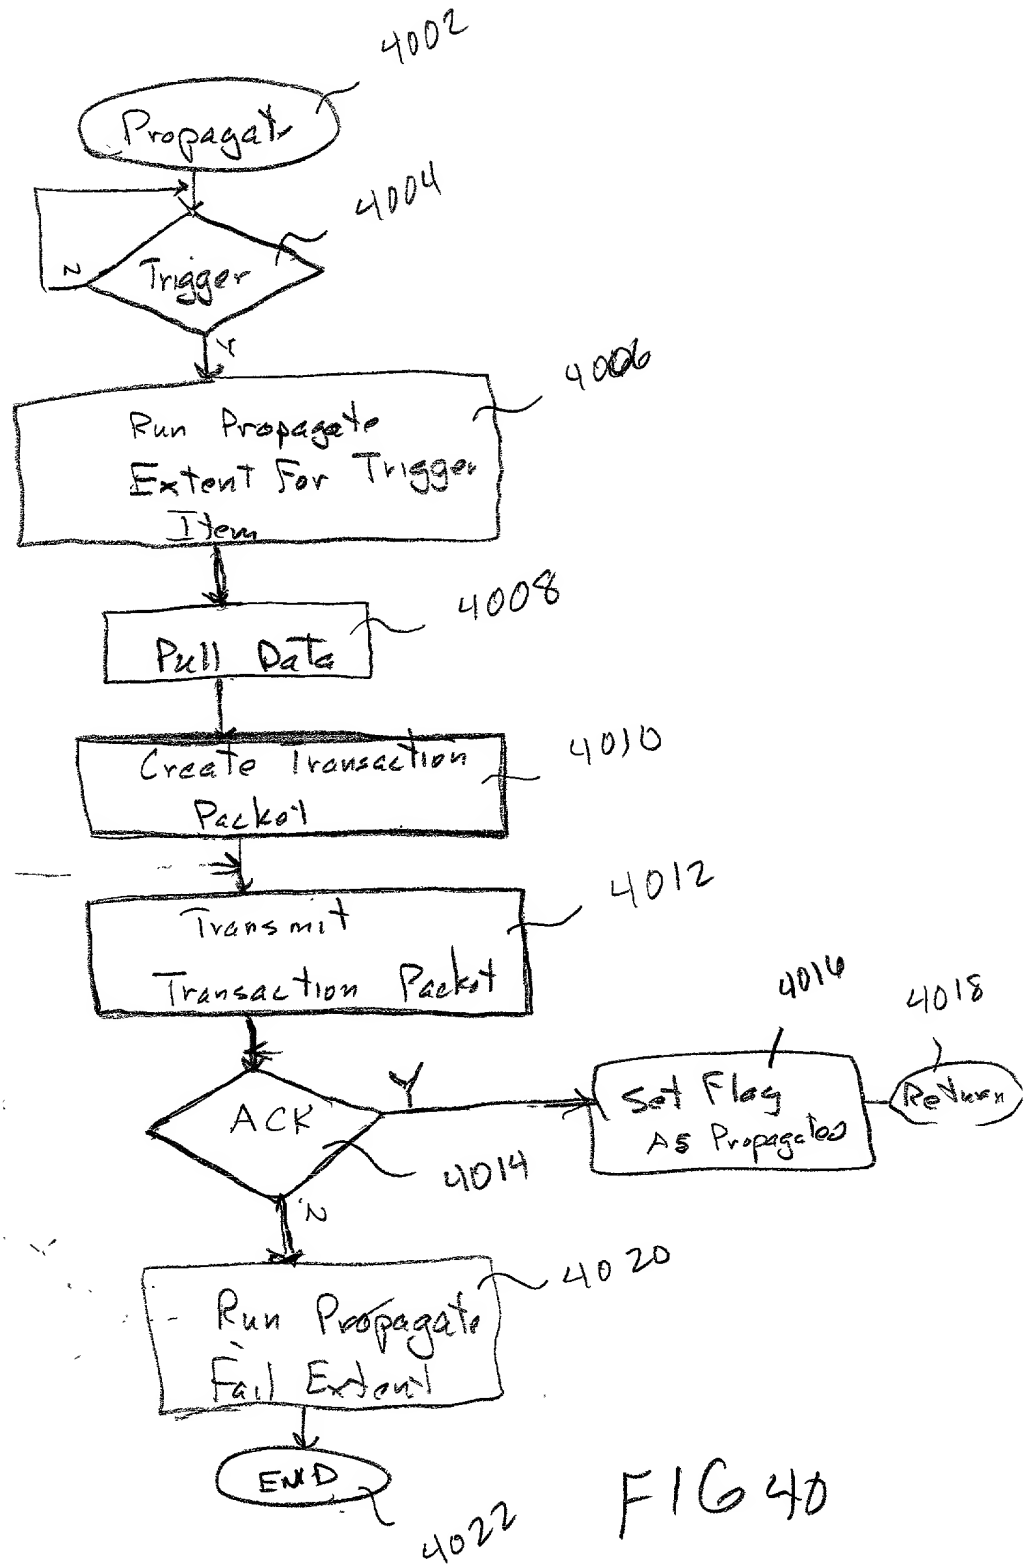 4002
Propagate
4004
Trigger
N
Y
4006
Run Propagate
Extent For Trigger
Item
4008
Pull Data
4010
Create Transaction
Packet
4012
Transmit
Transaction Packet
4016
4018
Y
Set Flag
As Propagated
Return
ACK
4014
N
4020
Run Propagate
Fail Extent
END
4022
FIG 40